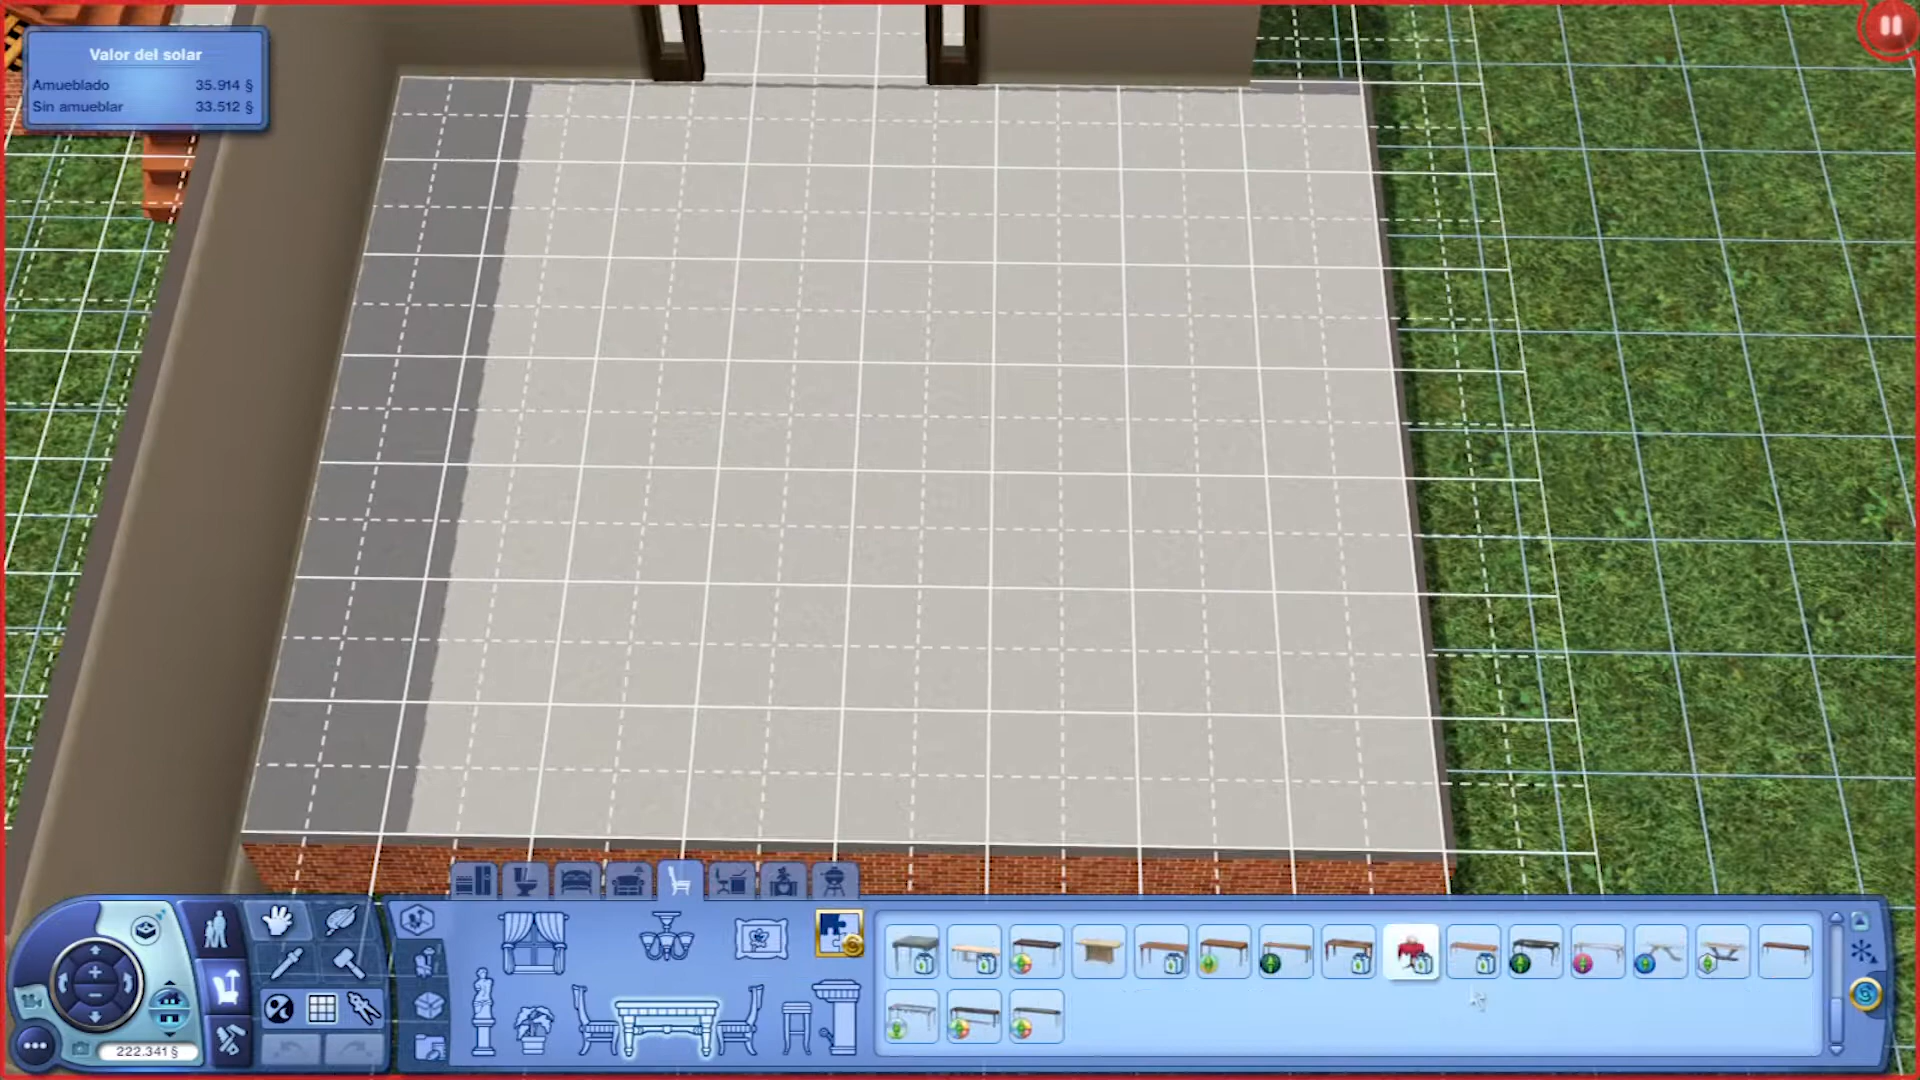 Valor del solar
Amueblado 35.914 §
Sin amueblar 33.512 §
222.341 §